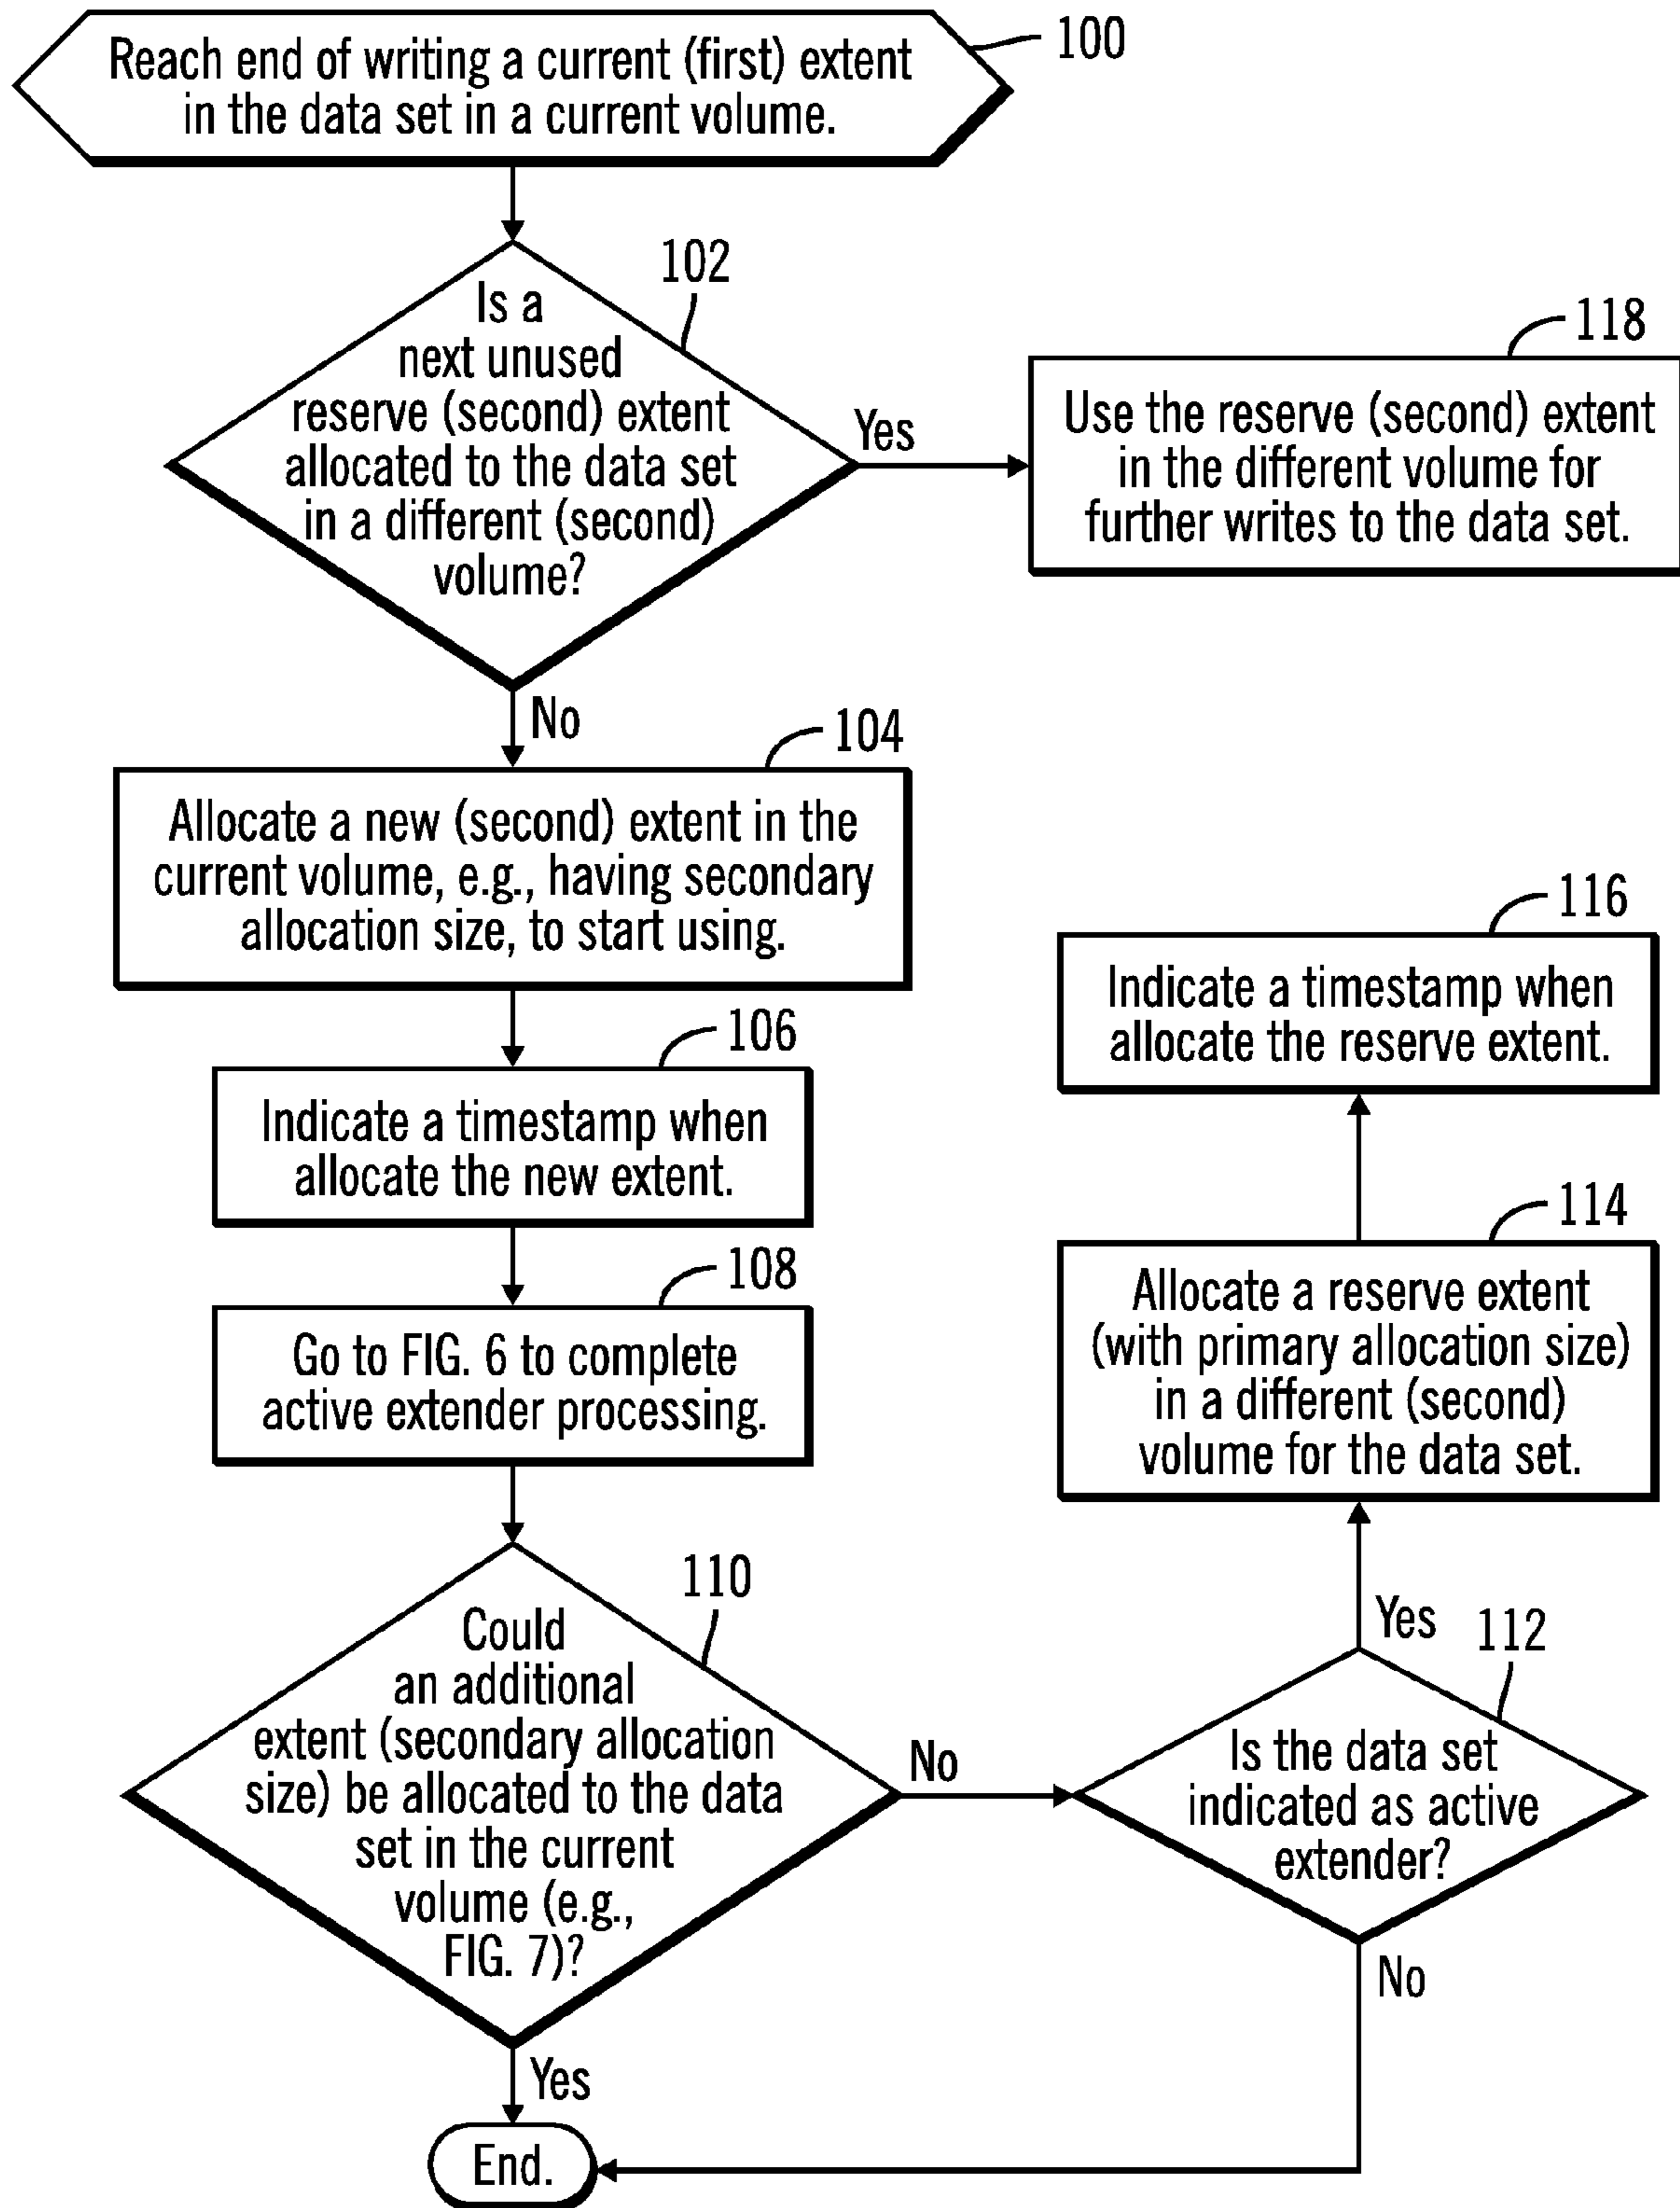 Reach end of writing a current (first) extent
in the data set in a current volume.
100
102
Is a
next unused
reserve (second) extent
allocated to the data set
in a different (second)
volume?
Yes
118
Use the reserve (second) extent
in the different volume for
further writes to the data set.
No
104
Allocate a new (second) extent in the
current volume, e.g., having secondary
allocation size, to start using.
106
Indicate a timestamp when
allocate the new extent.
108
Go to FIG. 6 to complete
active extender processing.
110
Could
an additional
extent (secondary allocation
size) be allocated to the data
set in the current
volume (e.g.,
FIG. 7)?
No
Yes
112
Is the data set
indicated as active
extender?
Yes
No
114
Allocate a reserve extent
(with primary allocation size)
in a different (second)
volume for the data set.
116
Indicate a timestamp when
allocate the reserve extent.
End.